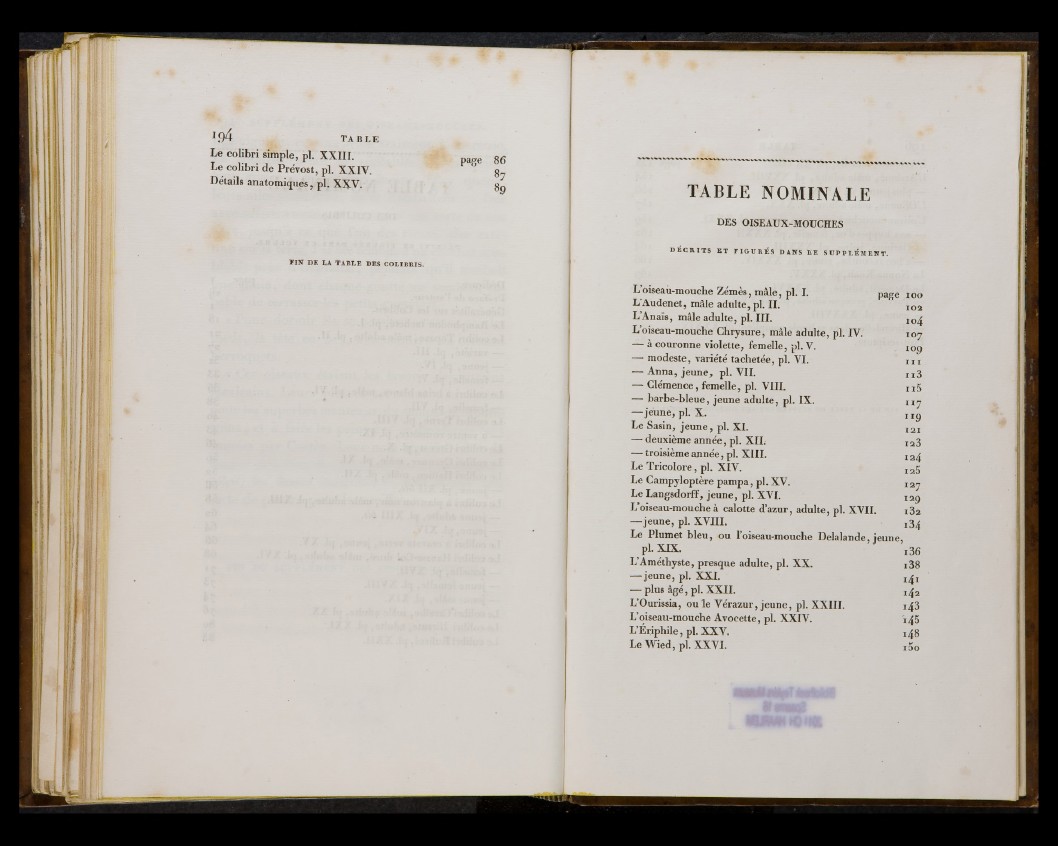 194 TABLE
Le colibri simple, pl. XXIII. page 86
Le colibri de Prévost, pl. XXIV. 87
Détails anatomiques, pl. XXV. 89
FIN DE LA TABLE DES COLIBRIS.
TABLE NOMINALE
DES OISEAUX-MOUCHES
DÉCRITS ET FIGURÉS DANS LE SUPPLÉMENT.
L'oiseau-mouche Zémès, mâle, pl. I. page 100
L'Audenet, mâle adulte, pl. II. 102
L'Anaïs, mâle adulte, pl. III. 104
L'oiseau-mouche Chrysure, mâle adulte, pl. IV. 107
— à couronne violette, femelle, pl. V. 109
— modeste, variété tachetée, pl. VI. 111
— Anna, jeune, pl. VII. 113
— Clémence, femelle, pl. VIII. 115
— barbe-bleue, jeune adulte, pl. IX. 117
— jeune, pl. X. 119
Le Sasin, jeune, pl. XI. 121
— deuxième année, pl. XII. 123
— troisième année, pl. XIII. 124
Le Tricolore, pl. XIV. 125
Le Campyloptère pampa, pl. XV. 127
Le Langsdorff, jeune, pl. XVI. 129
L'oiseau-mouche à calotte d'azur, adulte, pl. XVII. 132
— jeune, pl. XVIII. 134
Le Plumet bleu, ou l'oiseau-mouche Delalande, jeune,
pl. XIX. 136
L'Améthyste, presque adulte, pl. XX. 138
— jeune, pl. XXI. 141
— plus âgé, pl. XXII. 142
L'Ourissia, ou le Vérazur, jeune, pl. XXIII. 143
L'oiseau-mouche Avocette, pl. XXIV. 145
L'Ériphile, pl. XXV. 148
Le Wied, pl. XXVI. 150